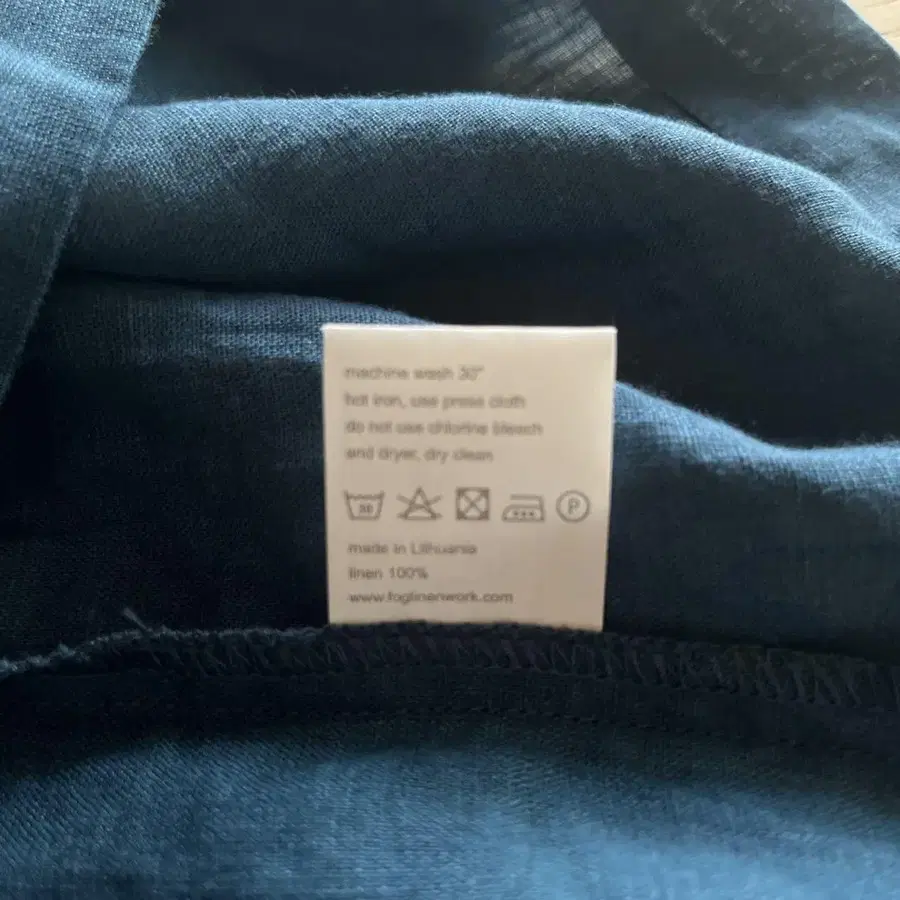 machine wash 30°
hot iron, use press cloth
do not use chlorine bleach
and dryer, dry clean
30
P
made in Lithuania
linen 100%
www.foglinenwork.com